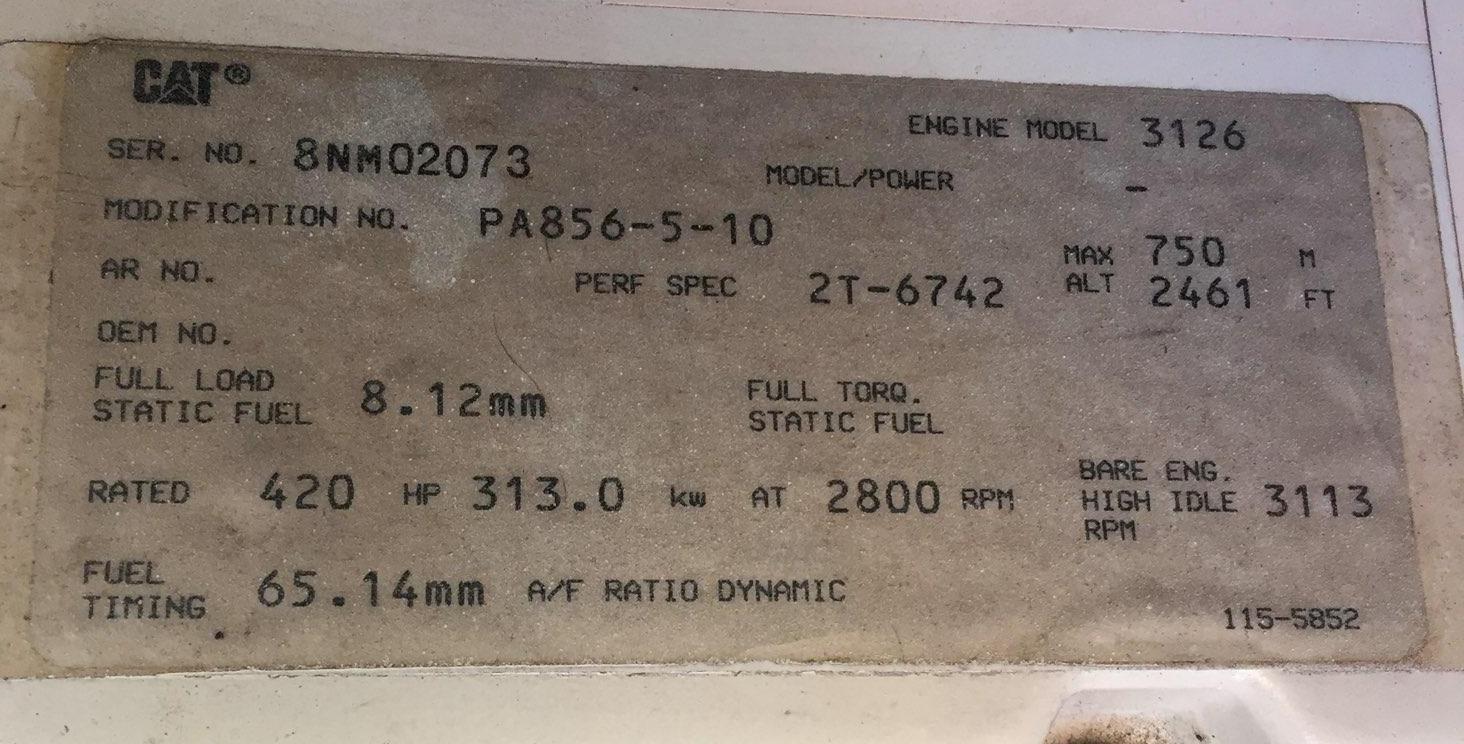 CAT®
ENGINE MODEL 3126
SER. NO. 8NM02073
MODEL/POWER -
MODIFICATION NO. PA856-5-10
MAX ALT 750 M
2461 FT
AR NO.
PERF SPEC 2T-6742
OEM NO.
FULL LOAD
STATIC FUEL 8.12mm
FULL TORQ.
STATIC FUEL
RATED 420 HP 313.0 kw AT 2800 RPM
BARE ENG.
HIGH IDLE 3113
RPM
FUEL
TIMING 65.14mm A/F RATIO DYNAMIC
115-5852